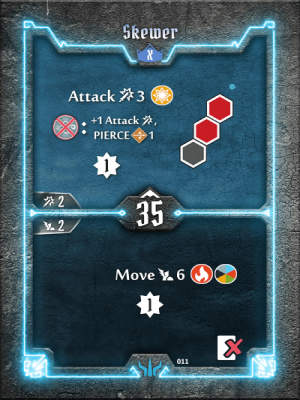 Skewer
X
Attack 3
: +1 Attack ,
PIERCE 1
1
2
35
2
Move 6
1
011